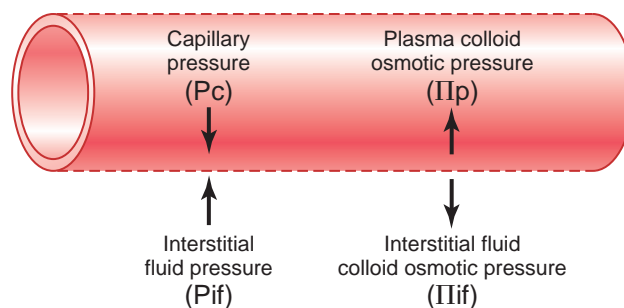 Capillary
pressure
(Pc)
Plasma colloid
osmotic pressure
(Πp)
Interstitial
fluid pressure
(Pif)
Interstitial fluid
colloid osmotic pressure
(Πif)